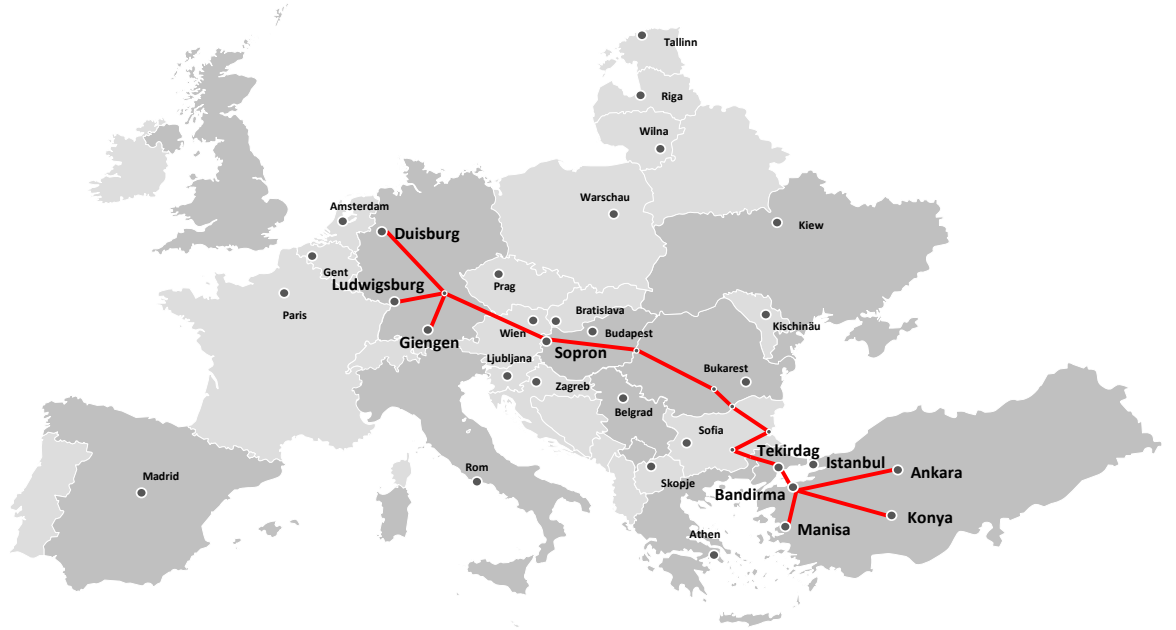 Tallinn
Riga
Wilna
Warschau
Amsterdam
Kiew
Duisburg
Gent
Ludwigsburg
Prag
Paris
Bratislava
Kischinäu
Wien
Budapest
Giengen
Sopron
Ljubljana
Bukarest
Zagreb
Belgrad
Sofia
Tekirdag
Istanbul
Rom
Ankara
Madrid
Skopje
Bandirma
Konya
Manisa
Athen